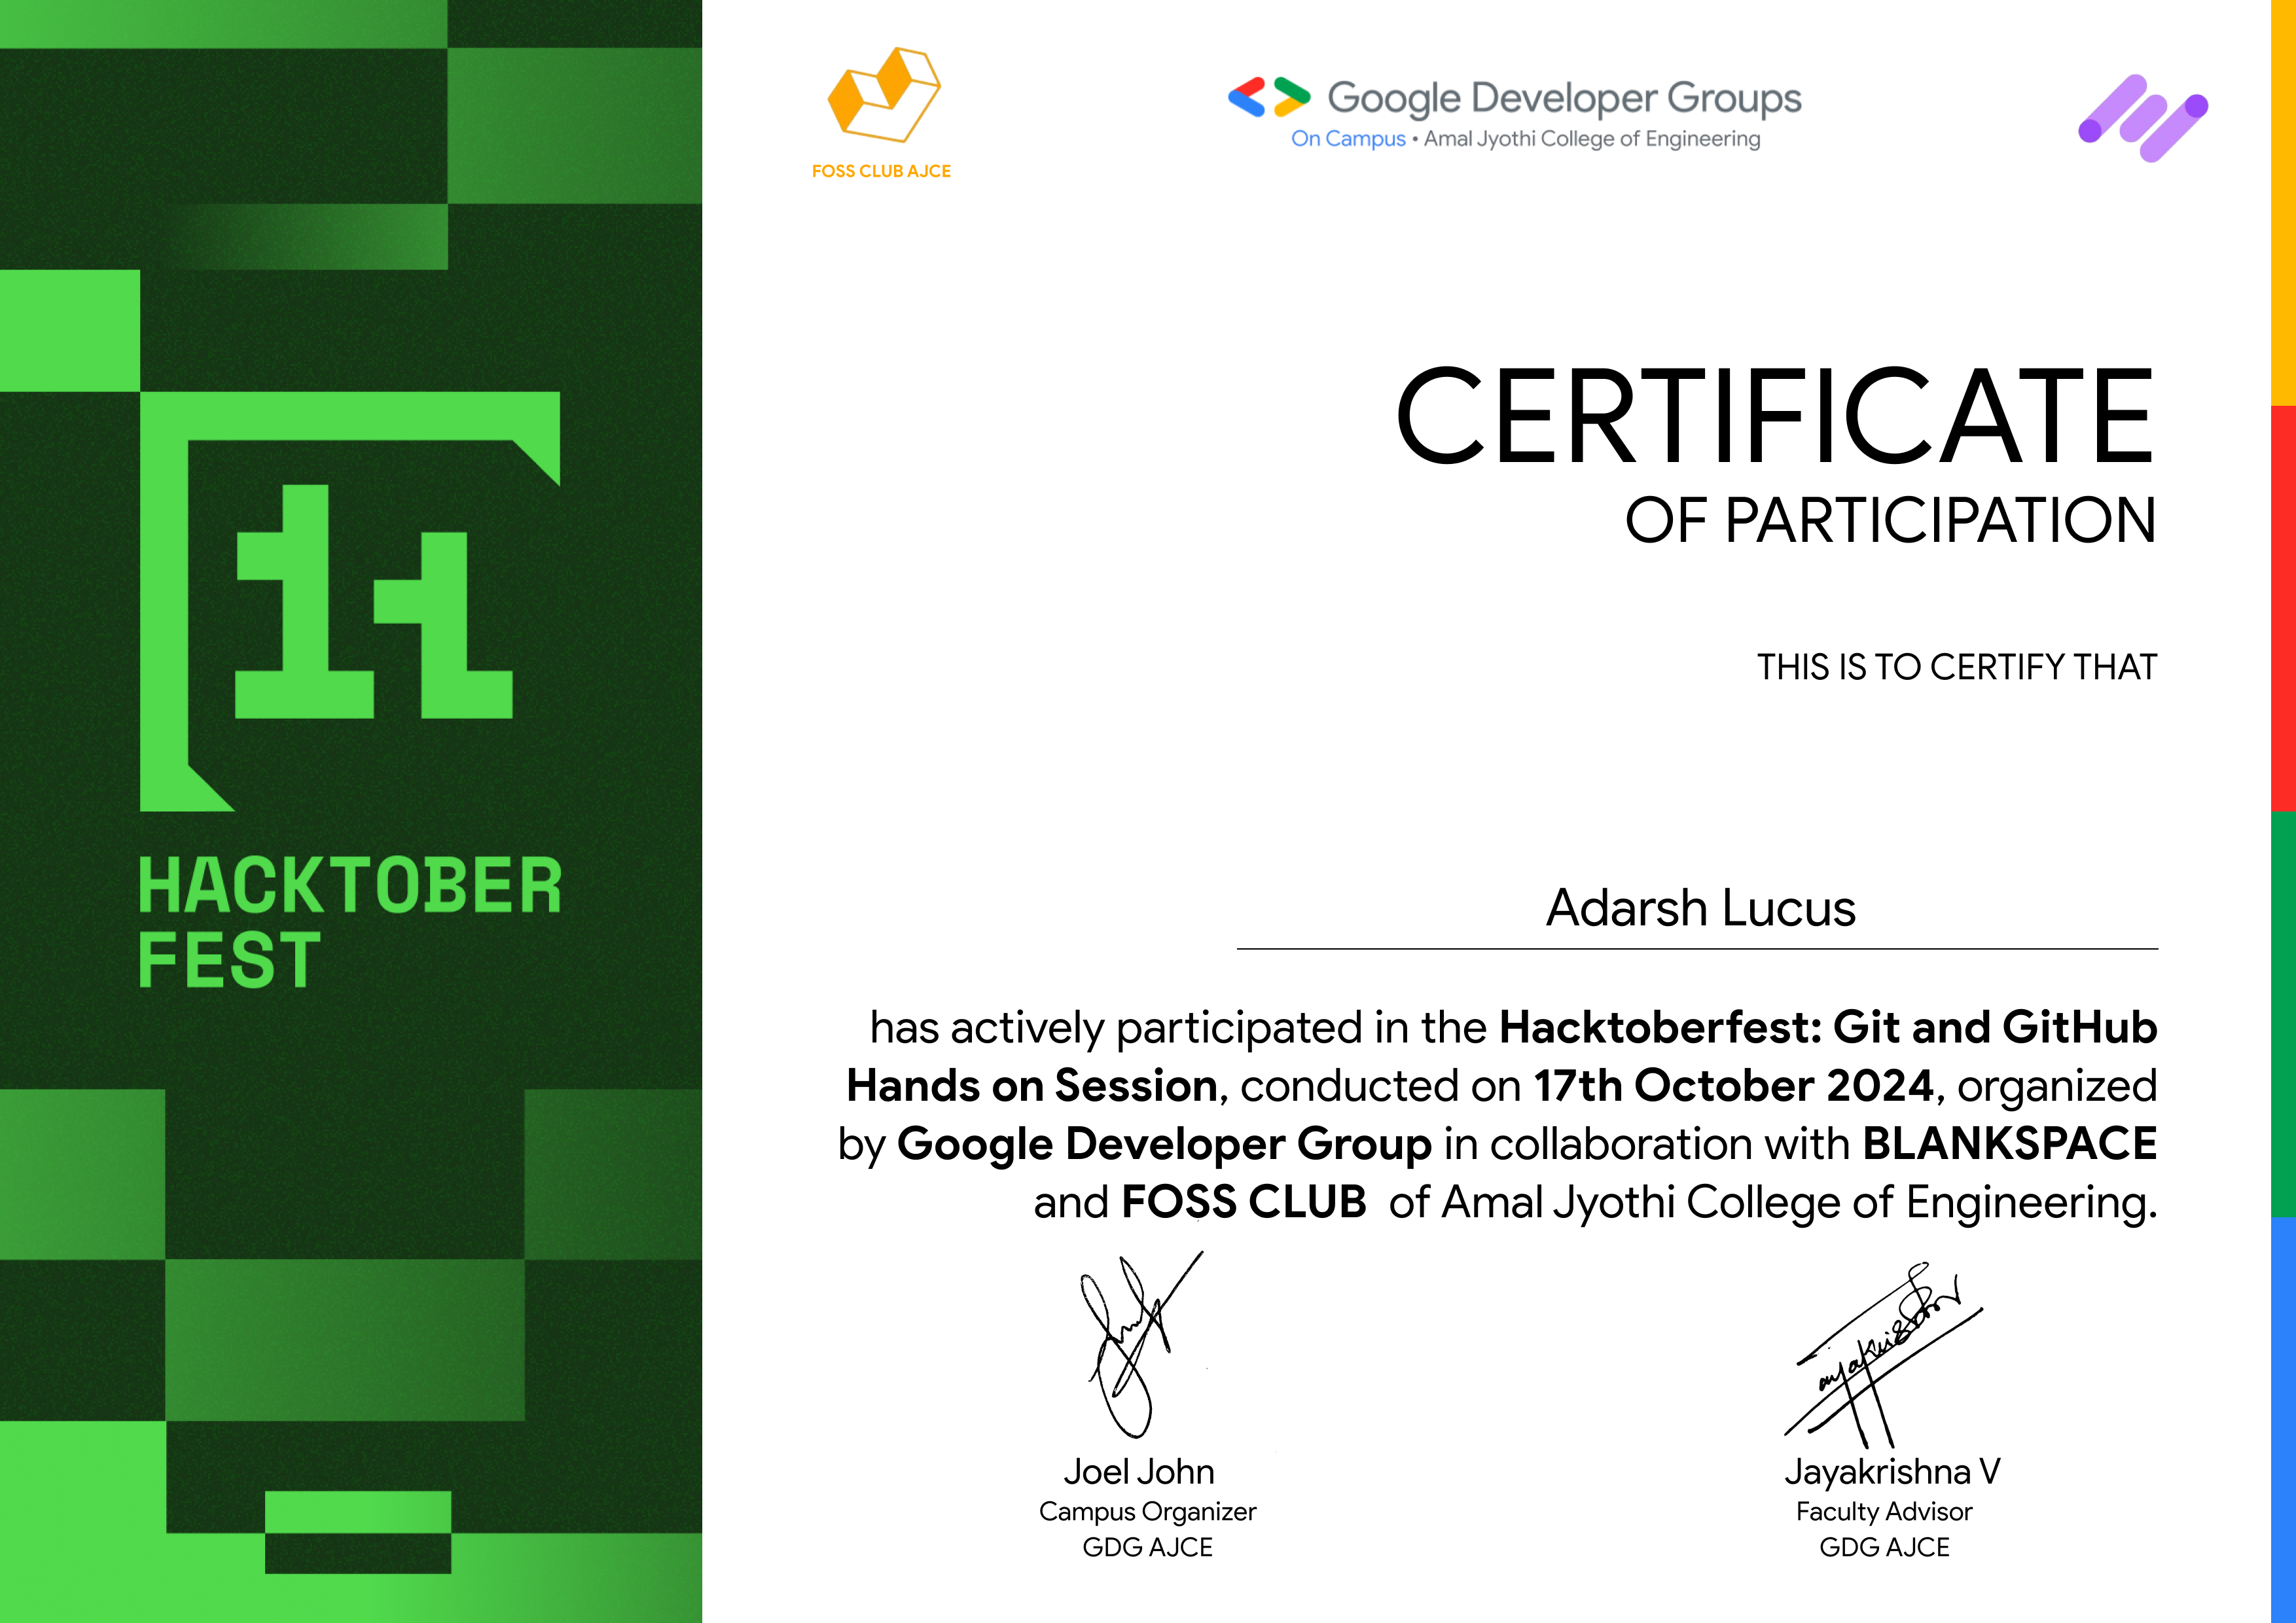 HACKTOBER
FEST
FOSS CLUB AJCE
Google Developer Groups
On Campus • Amal Jyothi College of Engineering
CERTIFICATE
OF PARTICIPATION
THIS IS TO CERTIFY THAT
Adarsh Lucus
has actively participated in the Hacktoberfest: Git and GitHub
Hands on Session, conducted on 17th October 2024, organized
by Google Developer Group in collaboration with BLANKSPACE
and FOSS CLUB of Amal Jyothi College of Engineering.
Joel John
Campus Organizer
GDG AJCE
Jayakrishna V
Faculty Advisor
GDG AJCE